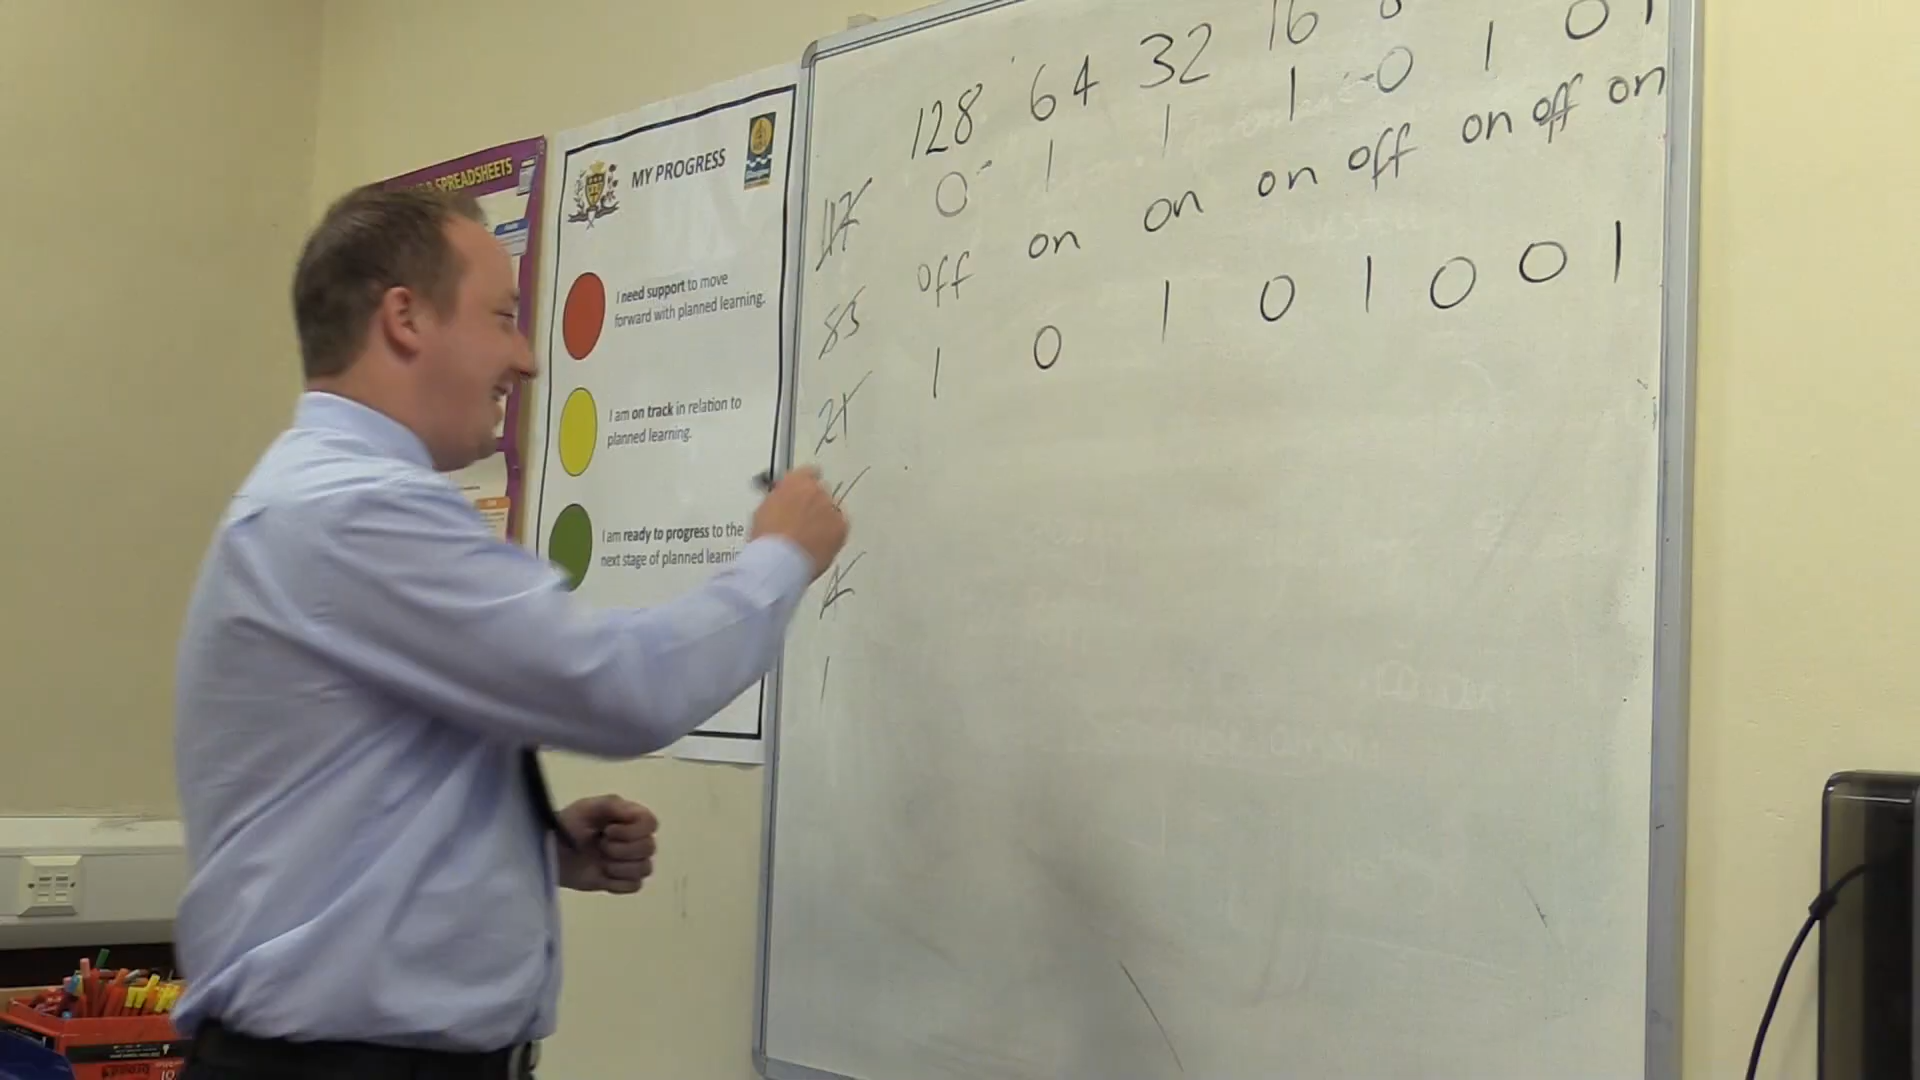 & SPREADSHEETS
MY PROGRESS
I need support to move
forward with planned learning.
I am on track in relation to
planned learning.
I am ready to progress to the
next stage of planned
128 64 32 16
117 0 1 1 1 0 1 0 1
off on on on off on off on
85
1 0 1 0 1 0 0 1
21
4
1